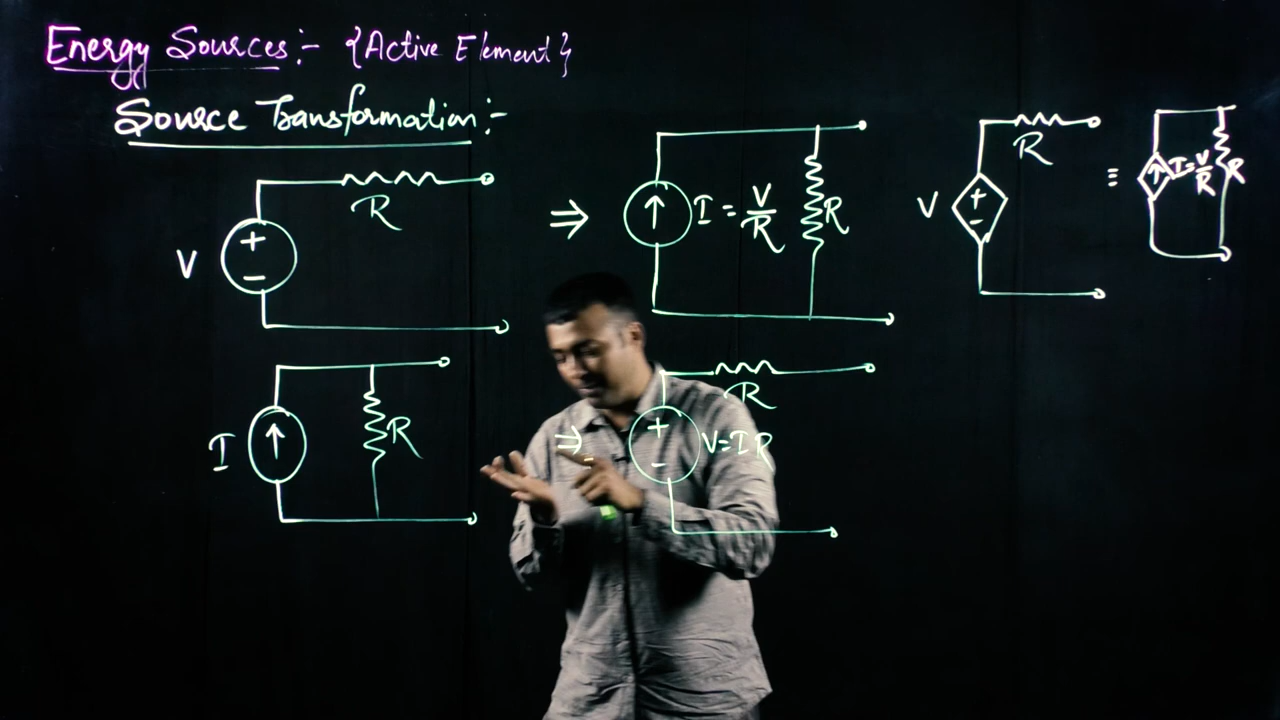 Energy Sources:- {Active Element}
Source Transformation:-
R
V
+
-
⇒
I = V/R
R
V
+
-
R
≡
I = V/R
R
I
R
⇒
+
-
R
V = IR